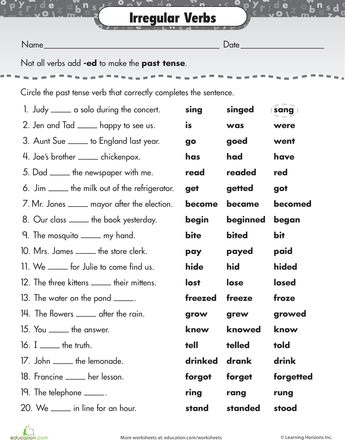 Irregular Verbs
Name Date
Not all verbs add -ed to make the past tense.
Circle the past tense verb that correctly completes the sentence.
1. Judy _____ a solo during the concert. sing singed sang
2. Jen and Tad _____ happy to see us. is was were
3. Aunt Sue _____ to England last year. go goed went
4. Joe's brother _____ chickenpox. has had have
5. Dad _____ the newspaper with me. read readed red
6. Jim _____ the milk out of the refrigerator. get getted got
7. Mr. Jones _____ mayor after the election. become became becomed
8. Our class _____ the book yesterday. begin beginned began
9. The mosquito _____ my hand. bite bited bit
10. Mrs. James _____ the store clerk. pay payed paid
11. We _____ for Julie to come find us. hide hid hided
12. The three kittens _____ their mittens. lost lose losed
13. The water on the pond _____. freezed freeze froze
14. The flowers _____ after the rain. grow grew growed
15. You _____ the answer. knew knowed know
16. I _____ the truth. tell telled told
17. John _____ the lemonade. drinked drank drink
18. Francine _____ her lesson. forgot forget forgetted
19. The telephone _____. ring rang rung
20. We _____ in line for an hour. stand standed stood
education.com More worksheets at education.com/worksheets © Learning Horizons Inc.